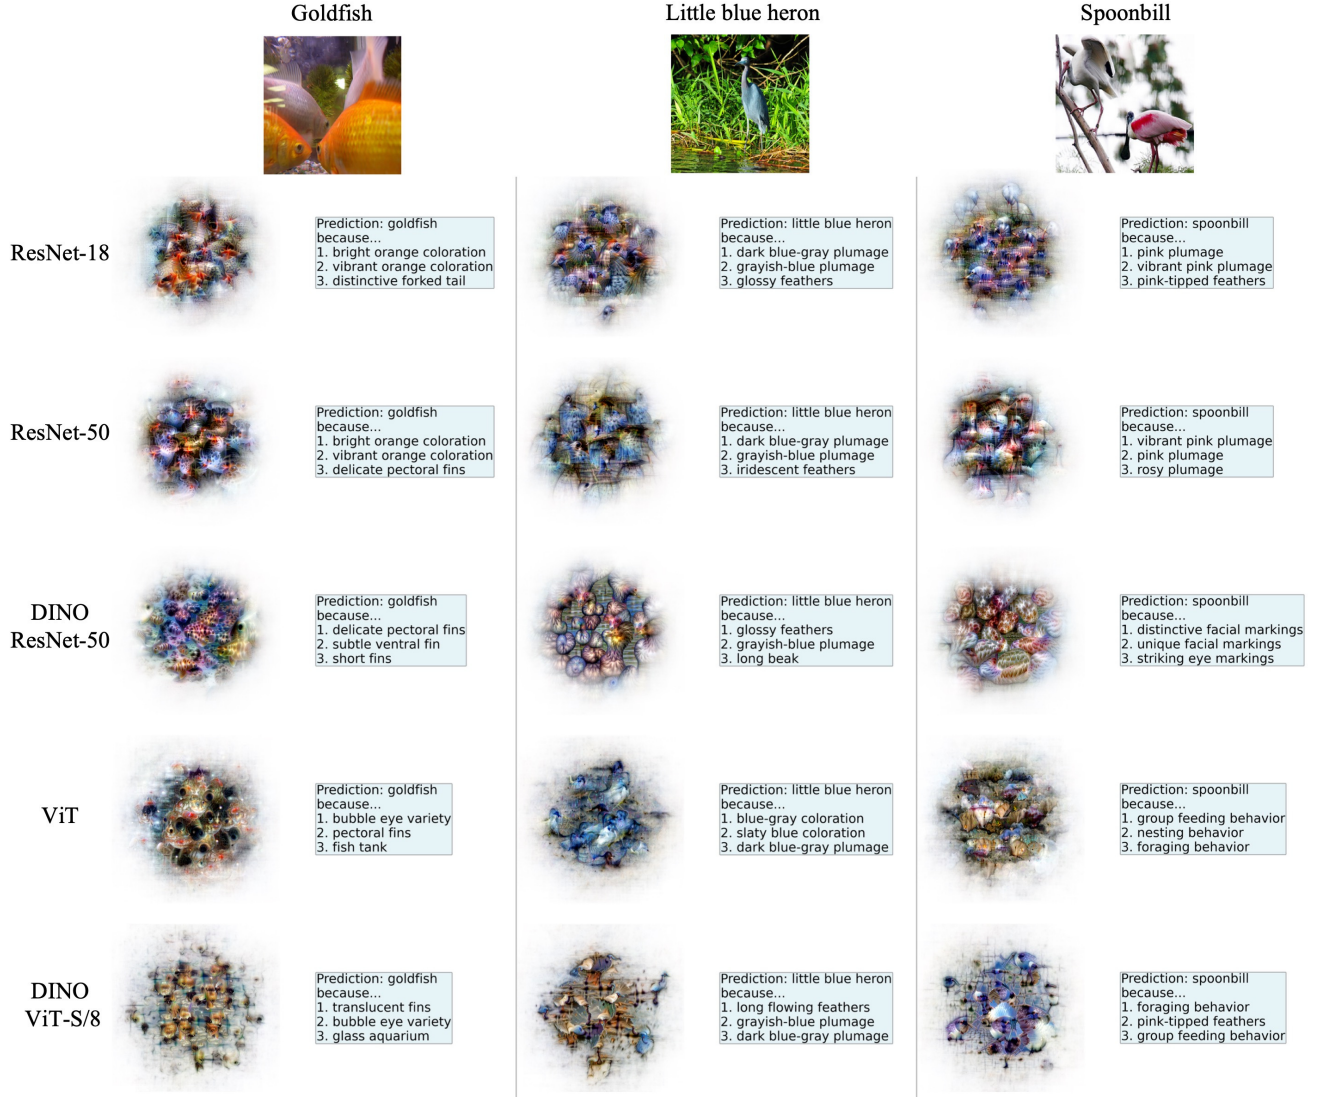 Goldfish
Little blue heron
Spoonbill
ResNet-18
Prediction: goldfish
because...
1. bright orange coloration
2. vibrant orange coloration
3. distinctive forked tail
Prediction: little blue heron
because...
1. dark blue-gray plumage
2. grayish-blue plumage
3. glossy feathers
Prediction: spoonbill
because...
1. pink plumage
2. vibrant pink plumage
3. pink-tipped feathers
ResNet-50
Prediction: goldfish
because...
1. bright orange coloration
2. vibrant orange coloration
3. delicate pectoral fins
Prediction: little blue heron
because...
1. dark blue-gray plumage
2. grayish-blue plumage
3. iridescent feathers
Prediction: spoonbill
because...
1. vibrant pink plumage
2. pink plumage
3. rosy plumage
DINO
ResNet-50
Prediction: goldfish
because...
1. delicate pectoral fins
2. subtle ventral fin
3. short fins
Prediction: little blue heron
because...
1. glossy feathers
2. grayish-blue plumage
3. long beak
Prediction: spoonbill
because...
1. distinctive facial markings
2. unique facial markings
3. striking eye markings
ViT
Prediction: goldfish
because...
1. bubble eye variety
2. pectoral fins
3. fish tank
Prediction: little blue heron
because...
1. blue-gray coloration
2. slaty blue coloration
3. dark blue-gray plumage
Prediction: spoonbill
because...
1. group feeding behavior
2. nesting behavior
3. foraging behavior
DINO
ViT-S/8
Prediction: goldfish
because...
1. translucent fins
2. bubble eye variety
3. glass aquarium
Prediction: little blue heron
because...
1. long flowing feathers
2. grayish-blue plumage
3. dark blue-gray plumage
Prediction: spoonbill
because...
1. foraging behavior
2. pink-tipped feathers
3. group feeding behavior